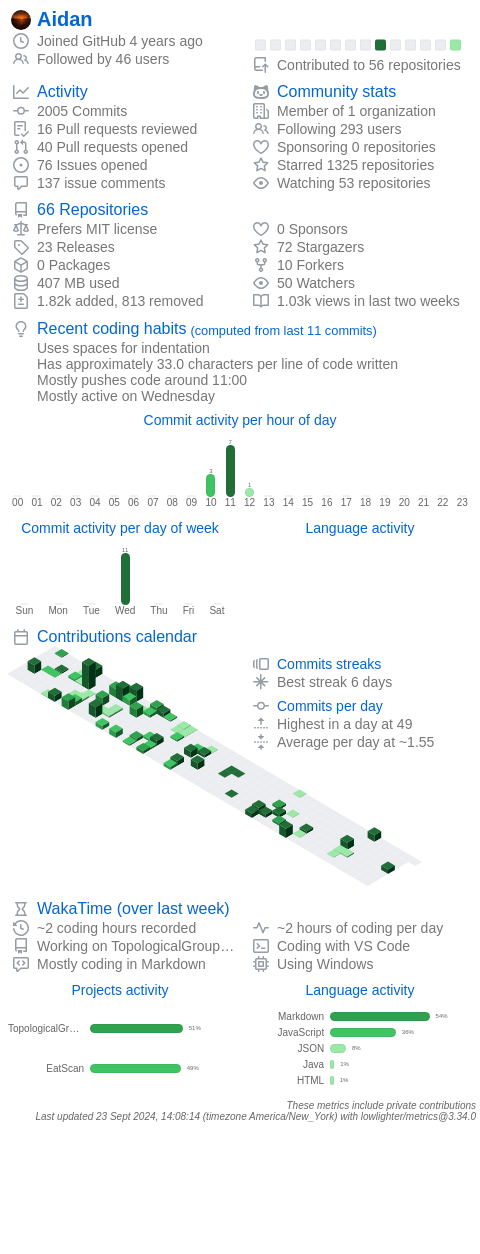 Aidan
Joined GitHub 4 years ago
Followed by 46 users
Contributed to 56 repositories
Activity
2005 Commits
16 Pull requests reviewed
40 Pull requests opened
76 Issues opened
137 issue comments
Community stats
Member of 1 organization
Following 293 users
Sponsoring 0 repositories
Starred 1325 repositories
Watching 53 repositories
66 Repositories
Prefers MIT license
23 Releases
0 Packages
407 MB used
1.82k added, 813 removed
0 Sponsors
72 Stargazers
10 Forkers
50 Watchers
1.03k views in last two weeks
Recent coding habits (computed from last 11 commits)
Uses spaces for indentation
Has approximately 33.0 characters per line of code written
Mostly pushes code around 11:00
Mostly active on Wednesday
Commit activity per hour of day
3 7 1
00 01 02 03 04 05 06 07 08 09 10 11 12 13 14 15 16 17 18 19 20 21 22 23
Commit activity per day of week
11
Sun Mon Tue Wed Thu Fri Sat
Language activity
Contributions calendar
Commits streaks
Best streak 6 days
Commits per day
Highest in a day at 49
Average per day at ~1.55
WakaTime (over last week)
~2 coding hours recorded
Working on TopologicalGroup…
Mostly coding in Markdown
~2 hours of coding per day
Coding with VS Code
Using Windows
Projects activity
TopologicalGr… 51%
EatScan 49%
Language activity
Markdown 54%
JavaScript 36%
JSON 8%
Java 1%
HTML 1%
These metrics include private contributions
Last updated 23 Sept 2024, 14:08:14 (timezone America/New_York) with lowlighter/metrics@3.34.0